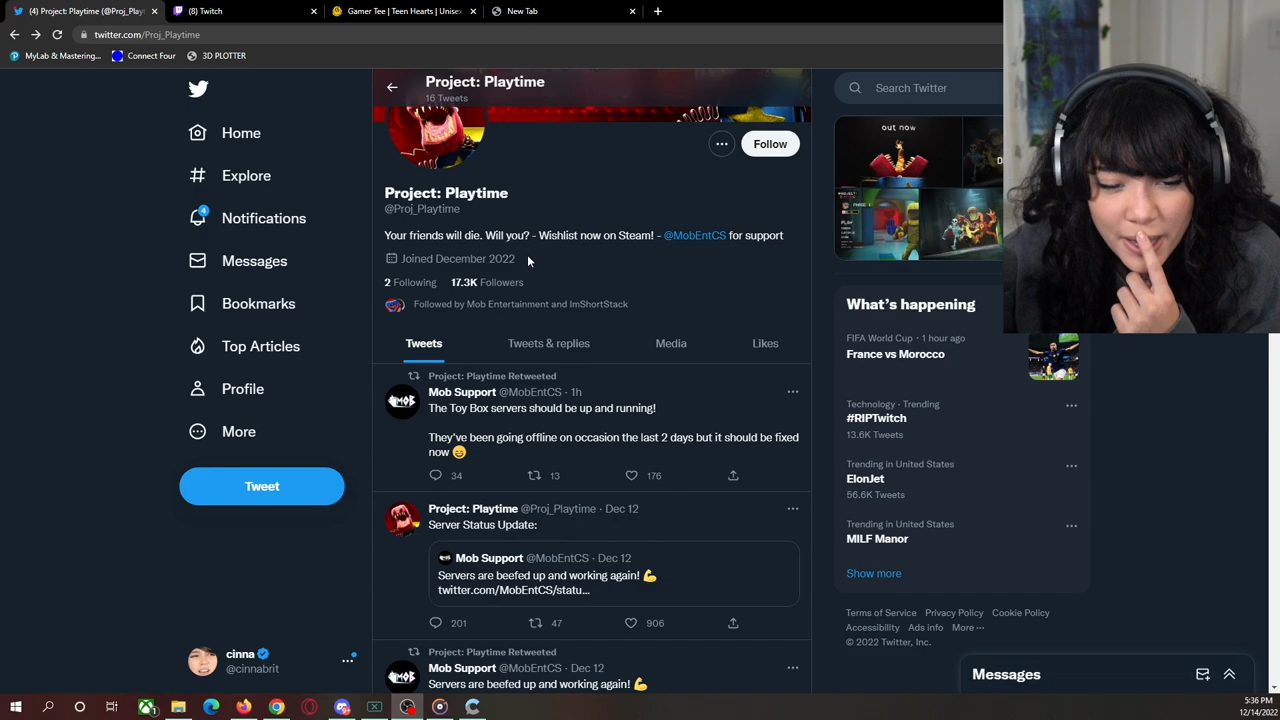 (4) Project: Playtime (@Proj_Play
(8) Twitch
Gamer Tee | Teen Hearts | Unisex
New Tab
twitter.com/Proj_Playtime
MyLab & Mastering...
Connect Four
3D PLOTTER
Project: Playtime
16 Tweets
Home
Explore
4
Notifications
Messages
Bookmarks
Top Articles
Profile
More
Tweet
cinna
@cinnabrit
Follow
Project: Playtime
@Proj_Playtime
Your friends will die. Will you? - Wishlist now on Steam! - @MobEntCS for support
Joined December 2022
2 Following 17.3K Followers
Followed by Mob Entertainment and ImShortStack
Tweets Tweets & replies Media Likes
Project: Playtime Retweeted
Mob Support @MobEntCS · 1h
The Toy Box servers should be up and running!
They've been going offline on occasion the last 2 days but it should be fixed
now 😄
34 13 176
Project: Playtime @Proj_Playtime · Dec 12
Server Status Update:
Mob Support @MobEntCS · Dec 12
Servers are beefed up and working again! 💪
twitter.com/MobEntCS/statu...
201 47 906
Project: Playtime Retweeted
Mob Support @MobEntCS · Dec 12
Servers are beefed up and working again! 💪
Search Twitter
out now
PLAY
What's happening
FIFA World Cup · 1 hour ago
France vs Morocco
Technology · Trending
#RIPTwitch
13.6K Tweets
Trending in United States
ElonJet
56.6K Tweets
Trending in United States
MILF Manor
Show more
Terms of Service Privacy Policy Cookie Policy
Accessibility Ads info More ···
© 2022 Twitter, Inc.
Messages
5:36 PM
12/14/2022